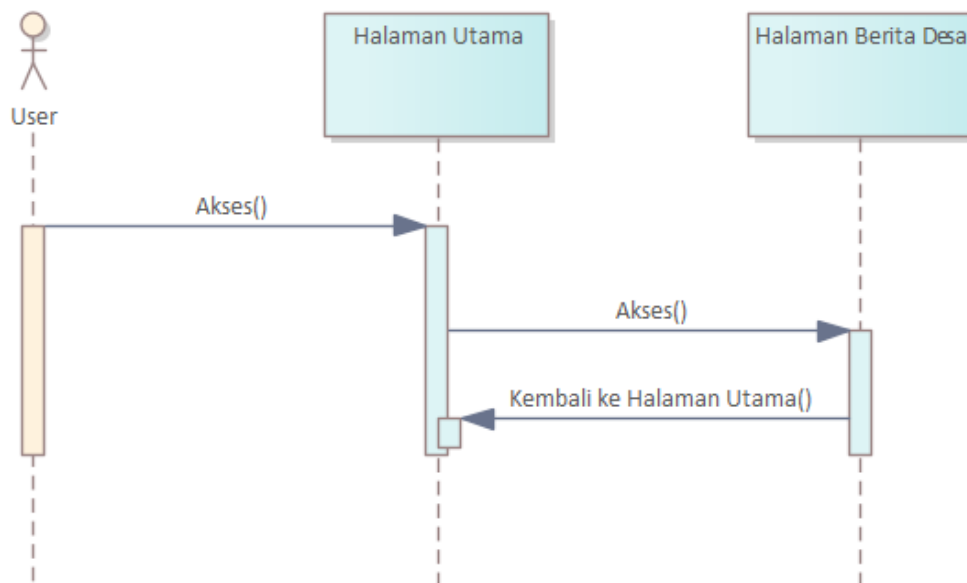 Halaman Utama
Halaman Berita Desa
User
Akses()
Akses()
Kembali ke Halaman Utama()